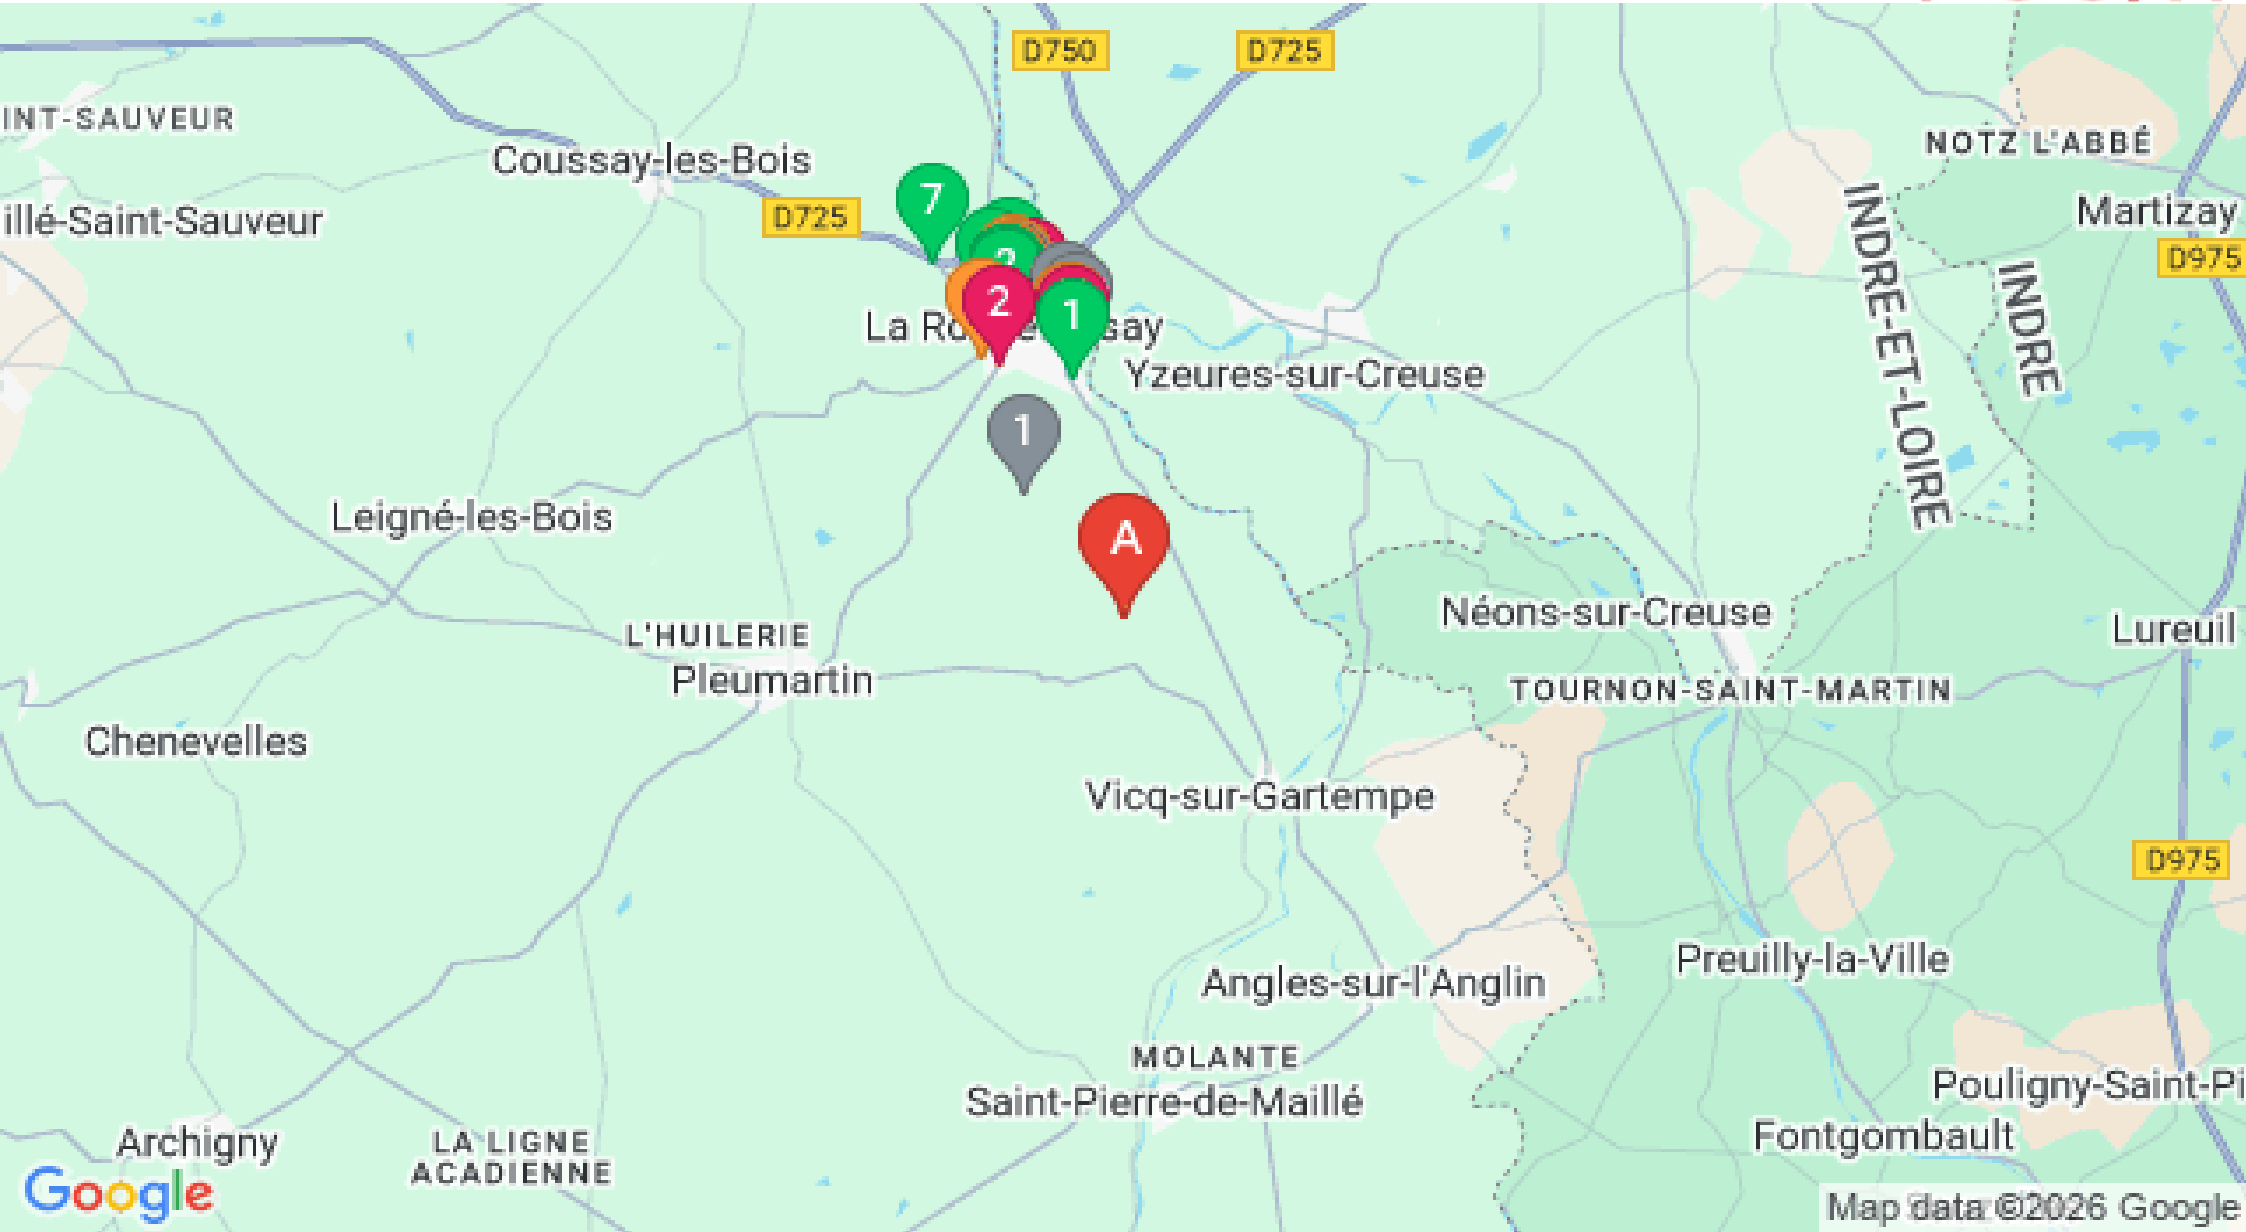 D750
D725
INT-SAUVEUR
NOTZ L'ABBÉ
Coussay-les-Bois
7
D725
illé-Saint-Sauveur
Martizay
D975
2
2
1
INDRE-ET-LOIRE
INDRE
Yzeures-sur-Creuse
1
Leigné-les-Bois
A
Néons-sur-Creuse
L'HUILERIE
Lureuil
Pleumartin
TOURNON-SAINT-MARTIN
Chenevelles
Vicq-sur-Gartempe
D975
Preuilly-la-Ville
Angles-sur-l'Anglin
MOLANTE
Saint-Pierre-de-Maillé
Pouligny-Saint-Pi
Fontgombault
Archigny
LA LIGNE
ACADIENNE
Google
Map data ©2026 Google